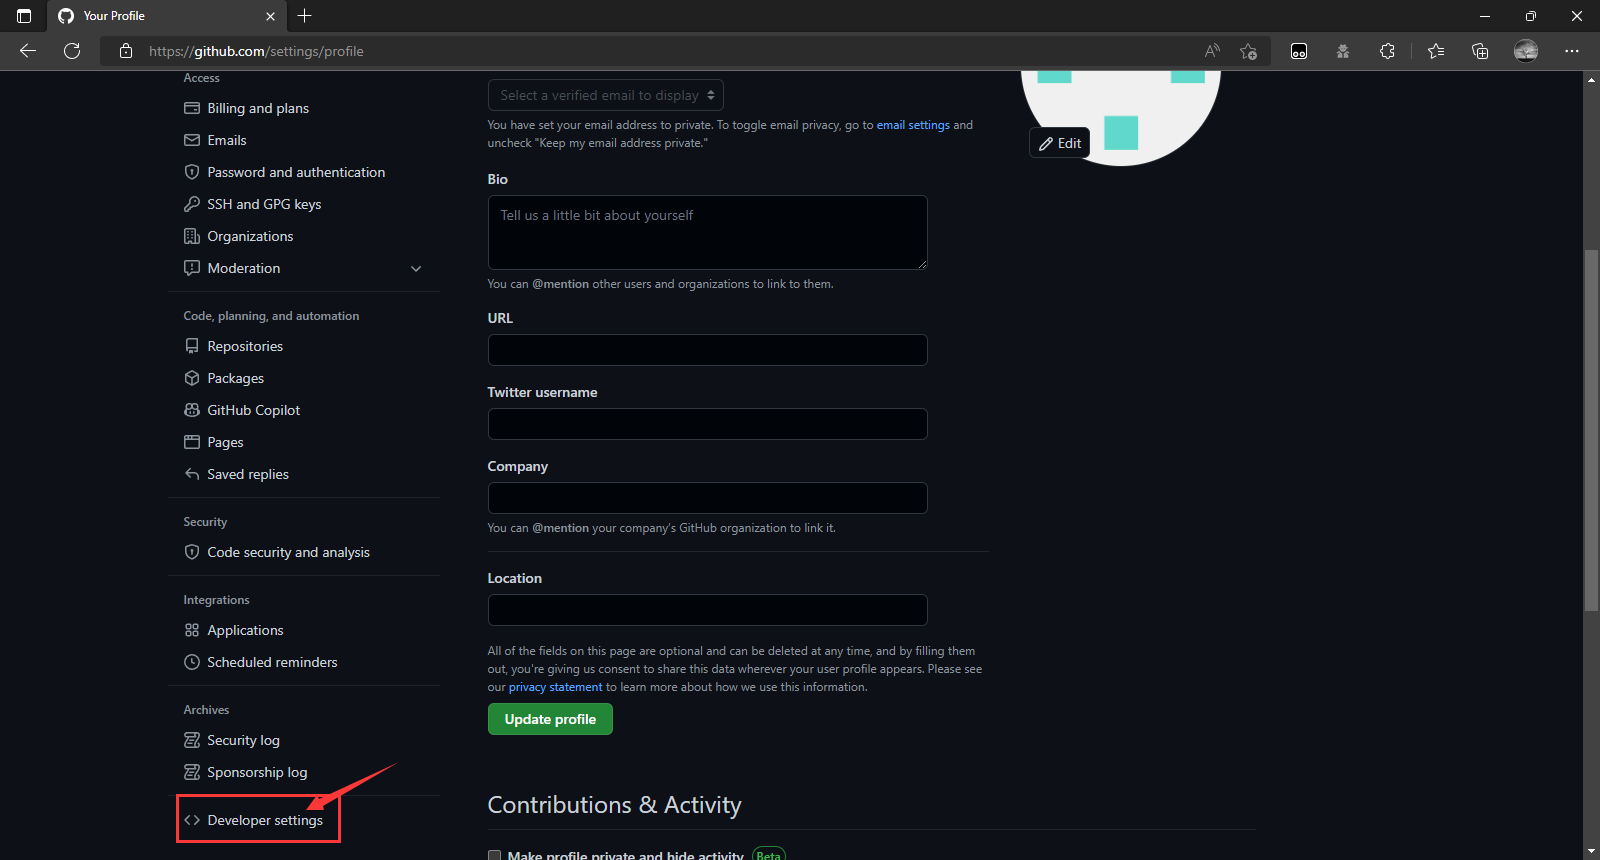 Your Profile
https://github.com/settings/profile
Access
Billing and plans
Emails
Password and authentication
SSH and GPG keys
Organizations
Moderation
Code, planning, and automation
Repositories
Packages
GitHub Copilot
Pages
Saved replies
Security
Code security and analysis
Integrations
Applications
Scheduled reminders
Archives
Security log
Sponsorship log
Developer settings
Select a verified email to display
You have set your email address to private. To toggle email privacy, go to email settings and
uncheck "Keep my email address private."
Bio
Tell us a little bit about yourself
You can @mention other users and organizations to link to them.
URL
Twitter username
Company
You can @mention your company's GitHub organization to link it.
Location
All of the fields on this page are optional and can be deleted at any time, and by filling them
out, you're giving us consent to share this data wherever your user profile appears. Please see
our privacy statement to learn more about how we use this information.
Update profile
Contributions & Activity
Make profile private and hide activity Beta
Edit